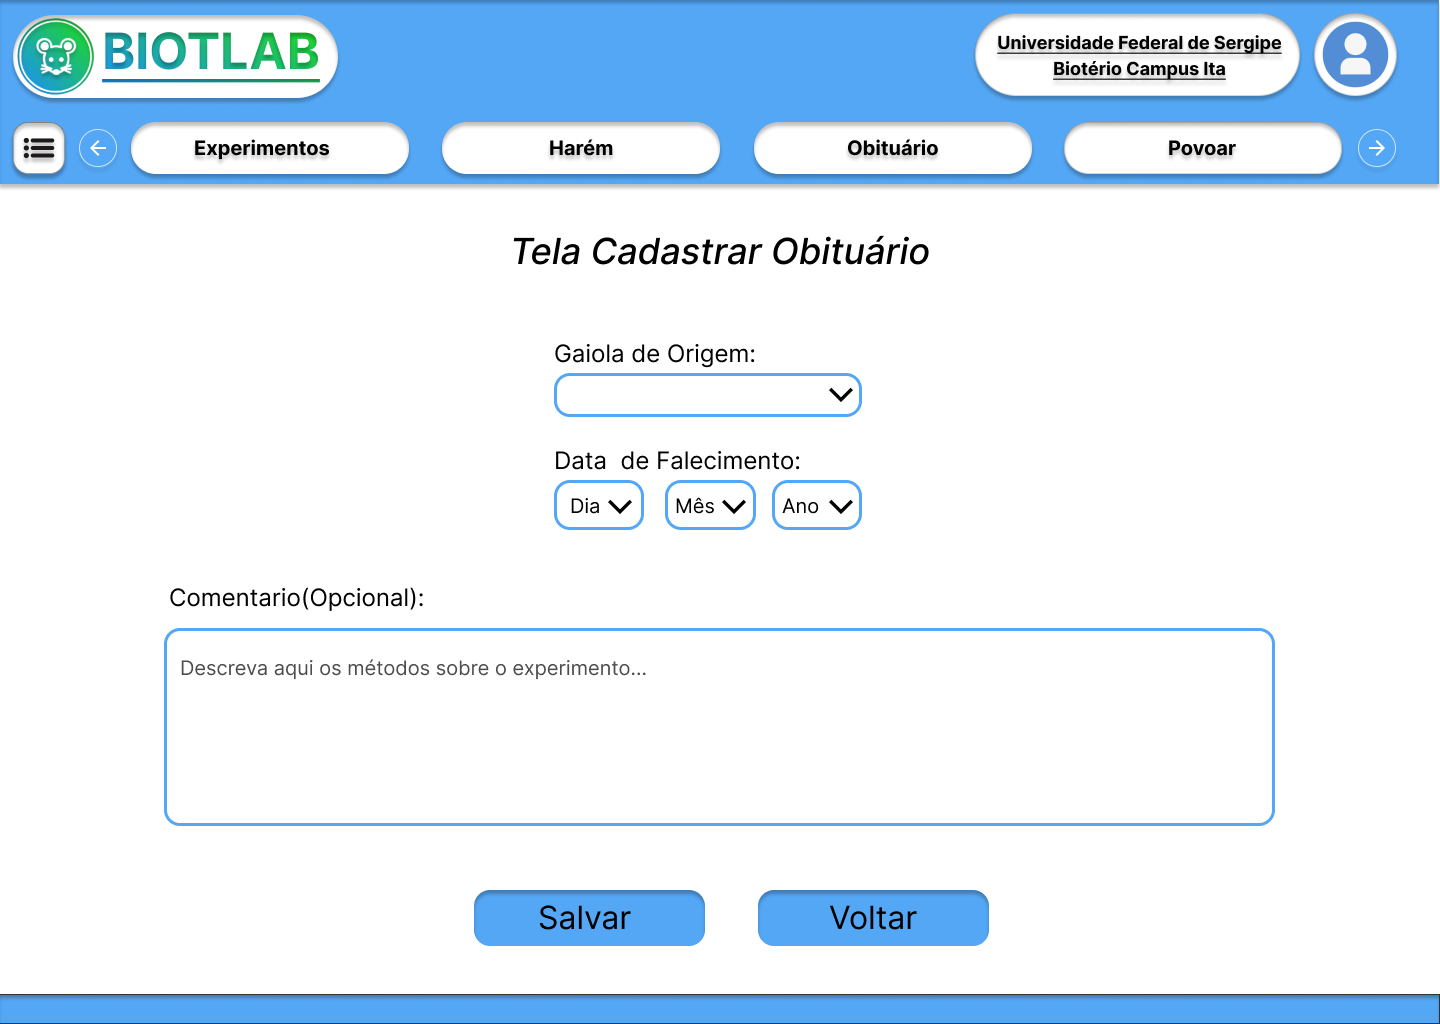 BIOTLAB
Universidade Federal de Sergipe
Biotério Campus Ita
Experimentos
Harém
Obituário
Povoar
Tela Cadastrar Obituário
Gaiola de Origem:
Data  de Falecimento:
Dia
Mês
Ano
Comentario(Opcional):
Descreva aqui os métodos sobre o experimento...
Salvar
Voltar